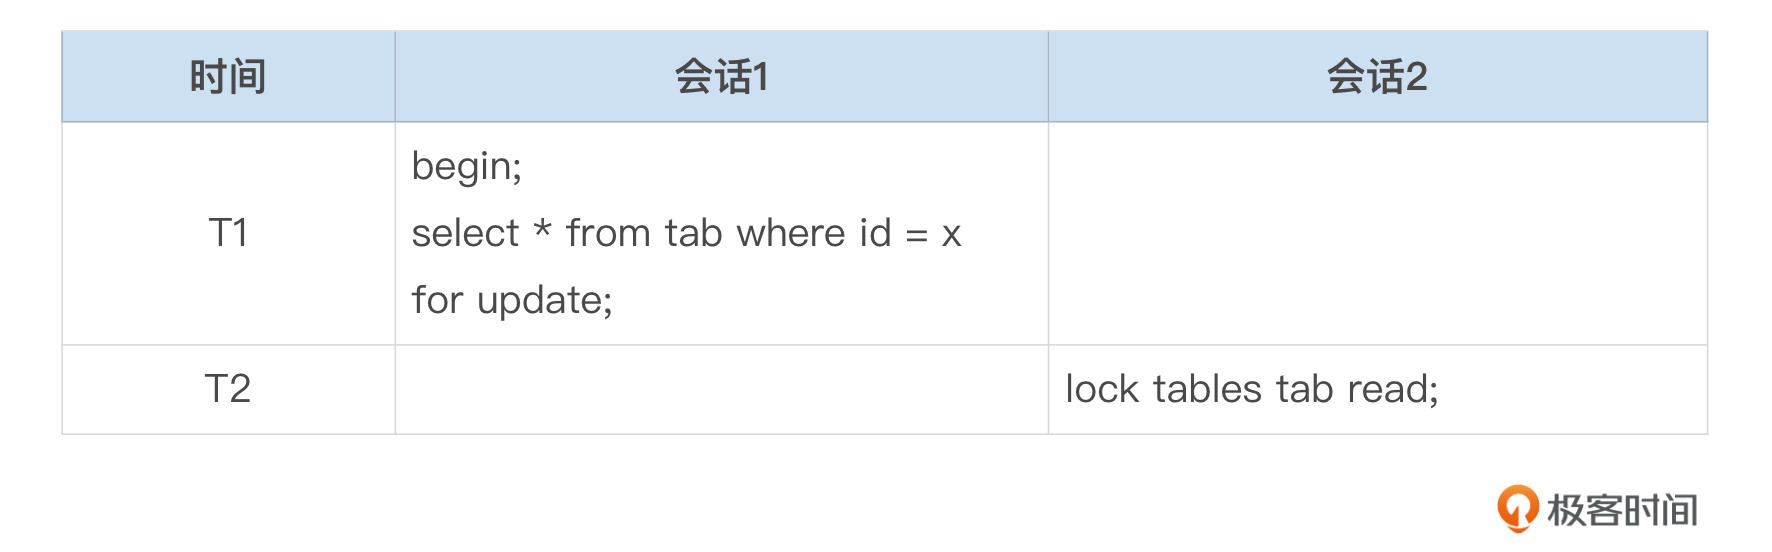 时间 会话1 会话2
begin;
select * from tab where id = x
for update;
T1
T2 lock tables tab read;
极客时间